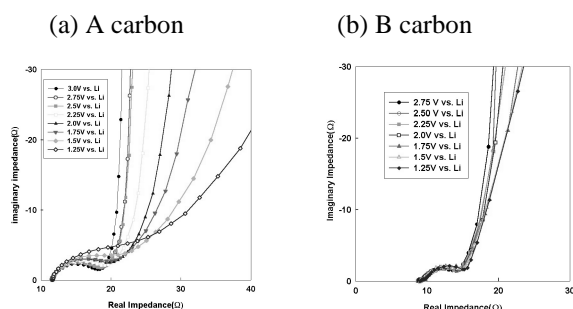 (a) A carbon
(b) B carbon
-30
-20
-10
0
10
20
30
40
Imaginary Impedance(Ω)
Real Impedance(Ω)
3.0V vs. Li
2.75V vs. Li
2.5V vs. Li
2.25V vs. Li
2.0V vs. Li
1.75V vs. Li
1.5V vs. Li
1.25V vs. Li
-30
-20
-10
0
0
10
20
30
Imaginary Impedance(Ω)
Real Impedance(Ω)
2.75 V vs. Li
2.50 V vs. Li
2.25V vs. Li
2.0V vs. Li
1.75V vs. Li
1.5V vs. Li
1.25V vs. Li